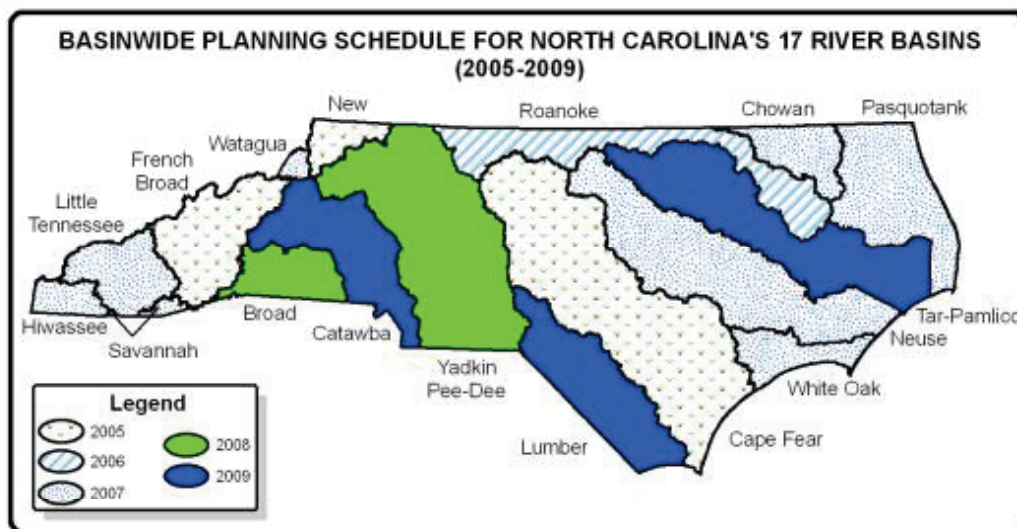 BASINWIDE PLANNING SCHEDULE FOR NORTH CAROLINA'S 17 RIVER BASINS
(2005-2009)
New
Roanoke
Chowan
Pasquotank
Watagua
French
Broad
Little
Tennessee
Hiwassee
Savannah
Broad
Catawba
Yadkin
Pee-Dee
Lumber
Cape Fear
White Oak
Neuse
Tar-Pamlico
Legend
2005
2006
2007
2008
2009